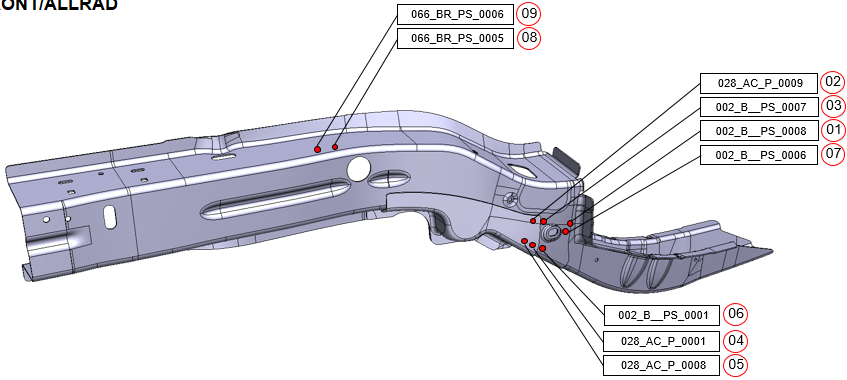 ONT/ALLRAD
066_BR_PS_0006 09
066_BR_PS_0005 08
028_AC_P_0009 02
002_B__PS_0007 03
002_B__PS_0008 01
002_B__PS_0006 07
002_B__PS_0001 06
028_AC_P_0001 04
028_AC_P_0008 05